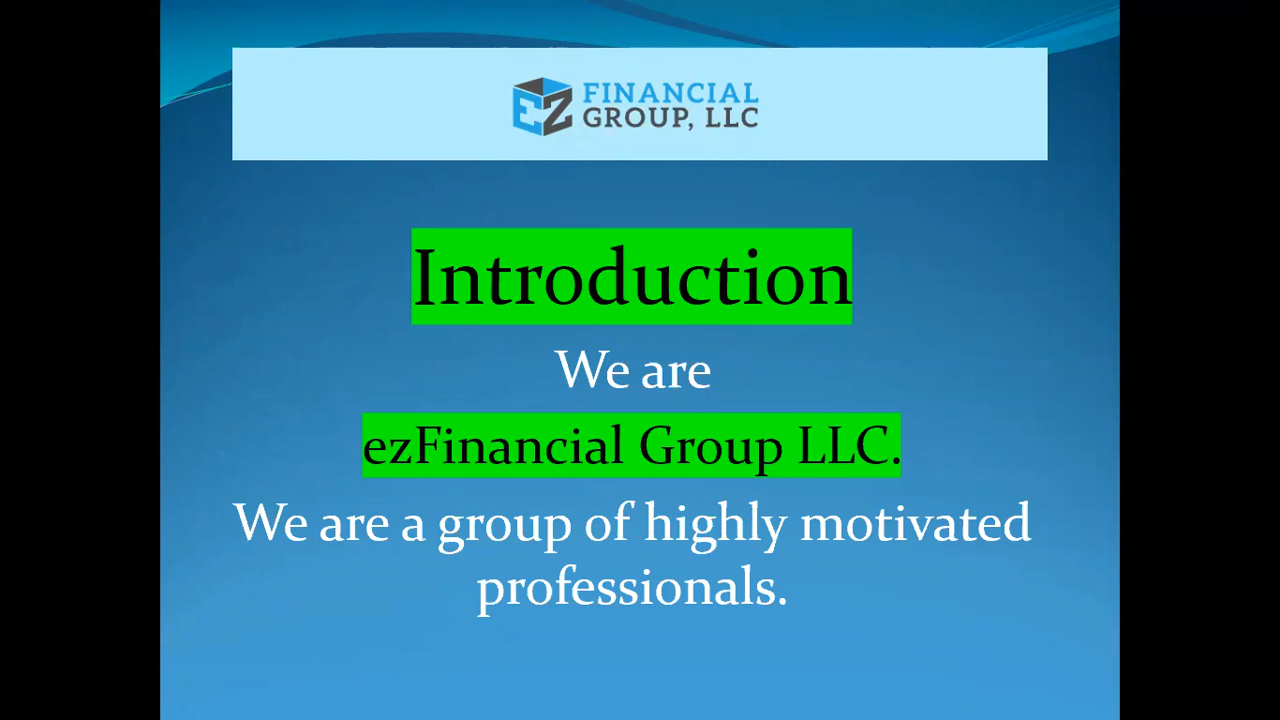 EZ FINANCIAL
GROUP, LLC
Introduction
We are
ezFinancial Group LLC.
We are a group of highly motivated
professionals.